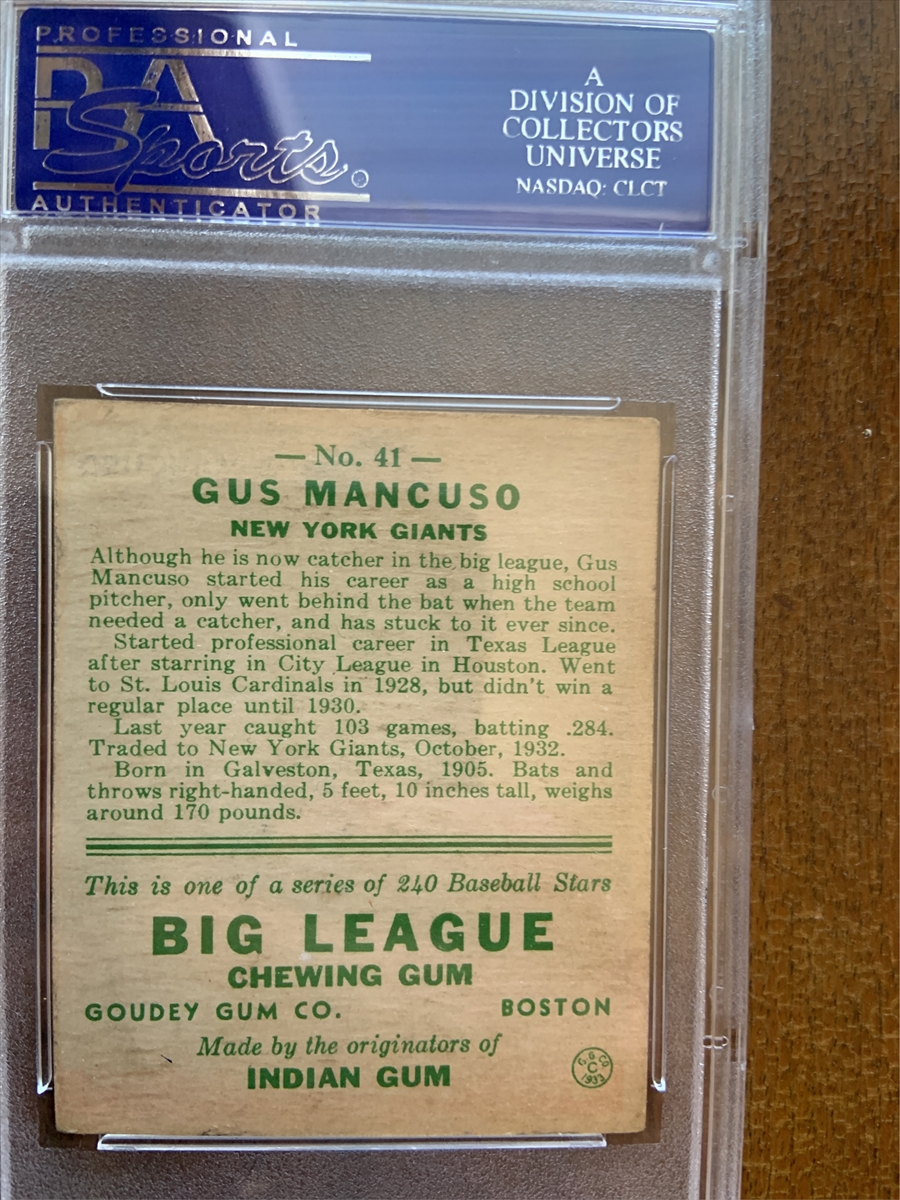 PROFESSIONAL
PSA
Sports
AUTHENTICATOR
A
DIVISION OF
COLLECTORS
UNIVERSE
NASDAQ: CLCT
— No. 41 —
GUS MANCUSO
NEW YORK GIANTS
Although he is now catcher in the big league, Gus
Mancuso started his career as a high school
pitcher, only went behind the bat when the team
needed a catcher, and has stuck to it ever since.
Started professional career in Texas League
after starring in City League in Houston. Went
to St. Louis Cardinals in 1928, but didn't win a
regular place until 1930.
Last year caught 103 games, batting .284.
Traded to New York Giants, October, 1932.
Born in Galveston, Texas, 1905. Bats and
throws right-handed, 5 feet, 10 inches tall, weighs
around 170 pounds.
This is one of a series of 240 Baseball Stars
BIG LEAGUE
CHEWING GUM
GOUDEY GUM CO. BOSTON
Made by the originators of
INDIAN GUM
G. G. CO.
C
1933